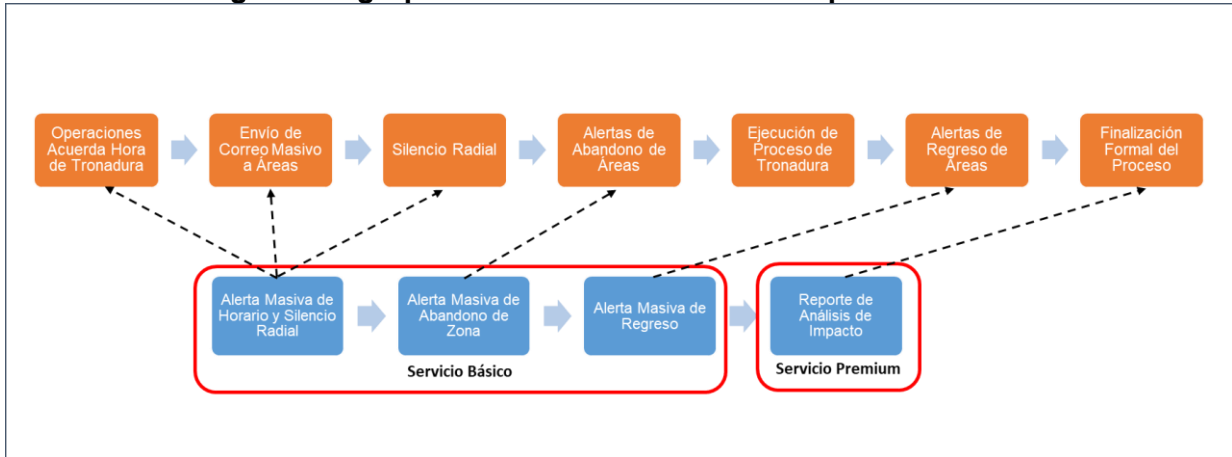 Operaciones
Acuerda Hora
de Tronadura
Envío de
Correo Masivo
a Áreas
Silencio Radial
Alertas de
Abandono de
Áreas
Ejecución de
Proceso de
Tronadura
Alertas de
Regreso de
Áreas
Finalización
Formal del
Proceso
Alerta Masiva de
Horario y Silencio
Radial
Alerta Masiva de
Abandono de
Zona
Alerta Masiva de
Regreso
Reporte de
Análisis de
Impacto
Servicio Básico
Servicio Premium